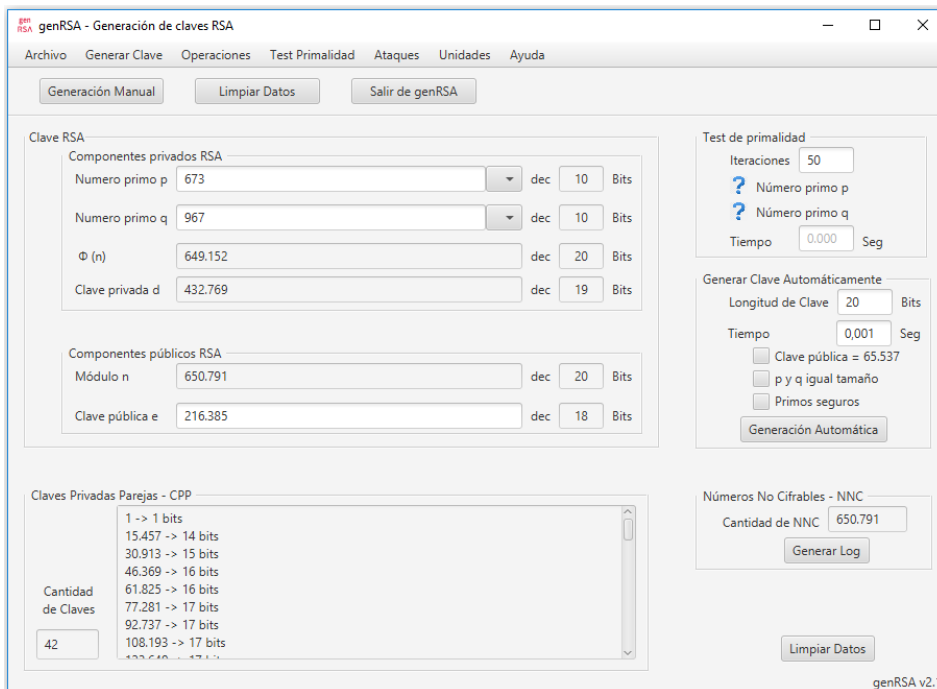 gen
RSA genRSA - Generación de claves RSA
Archivo Generar Clave Operaciones Test Primalidad Ataques Unidades Ayuda
Generación Manual Limpiar Datos Salir de genRSA
Clave RSA
Componentes privados RSA
Numero primo p 673 dec 10 Bits
Numero primo q 967 dec 10 Bits
Φ (n) 649.152 dec 20 Bits
Clave privada d 432.769 dec 19 Bits
Componentes públicos RSA
Módulo n 650.791 dec 20 Bits
Clave pública e 216.385 dec 18 Bits
Test de primalidad
Iteraciones 50
? Número primo p
? Número primo q
Tiempo 0.000 Seg
Generar Clave Automáticamente
Longitud de Clave 20 Bits
Tiempo 0,001 Seg
Clave pública = 65.537
p y q igual tamaño
Primos seguros
Generación Automática
Claves Privadas Parejas - CPP
Cantidad
de Claves
42
1 -> 1 bits
15.457 -> 14 bits
30.913 -> 15 bits
46.369 -> 16 bits
61.825 -> 16 bits
77.281 -> 17 bits
92.737 -> 17 bits
108.193 -> 17 bits
Números No Cifrables - NNC
Cantidad de NNC 650.791
Generar Log
Limpiar Datos
genRSA v2.